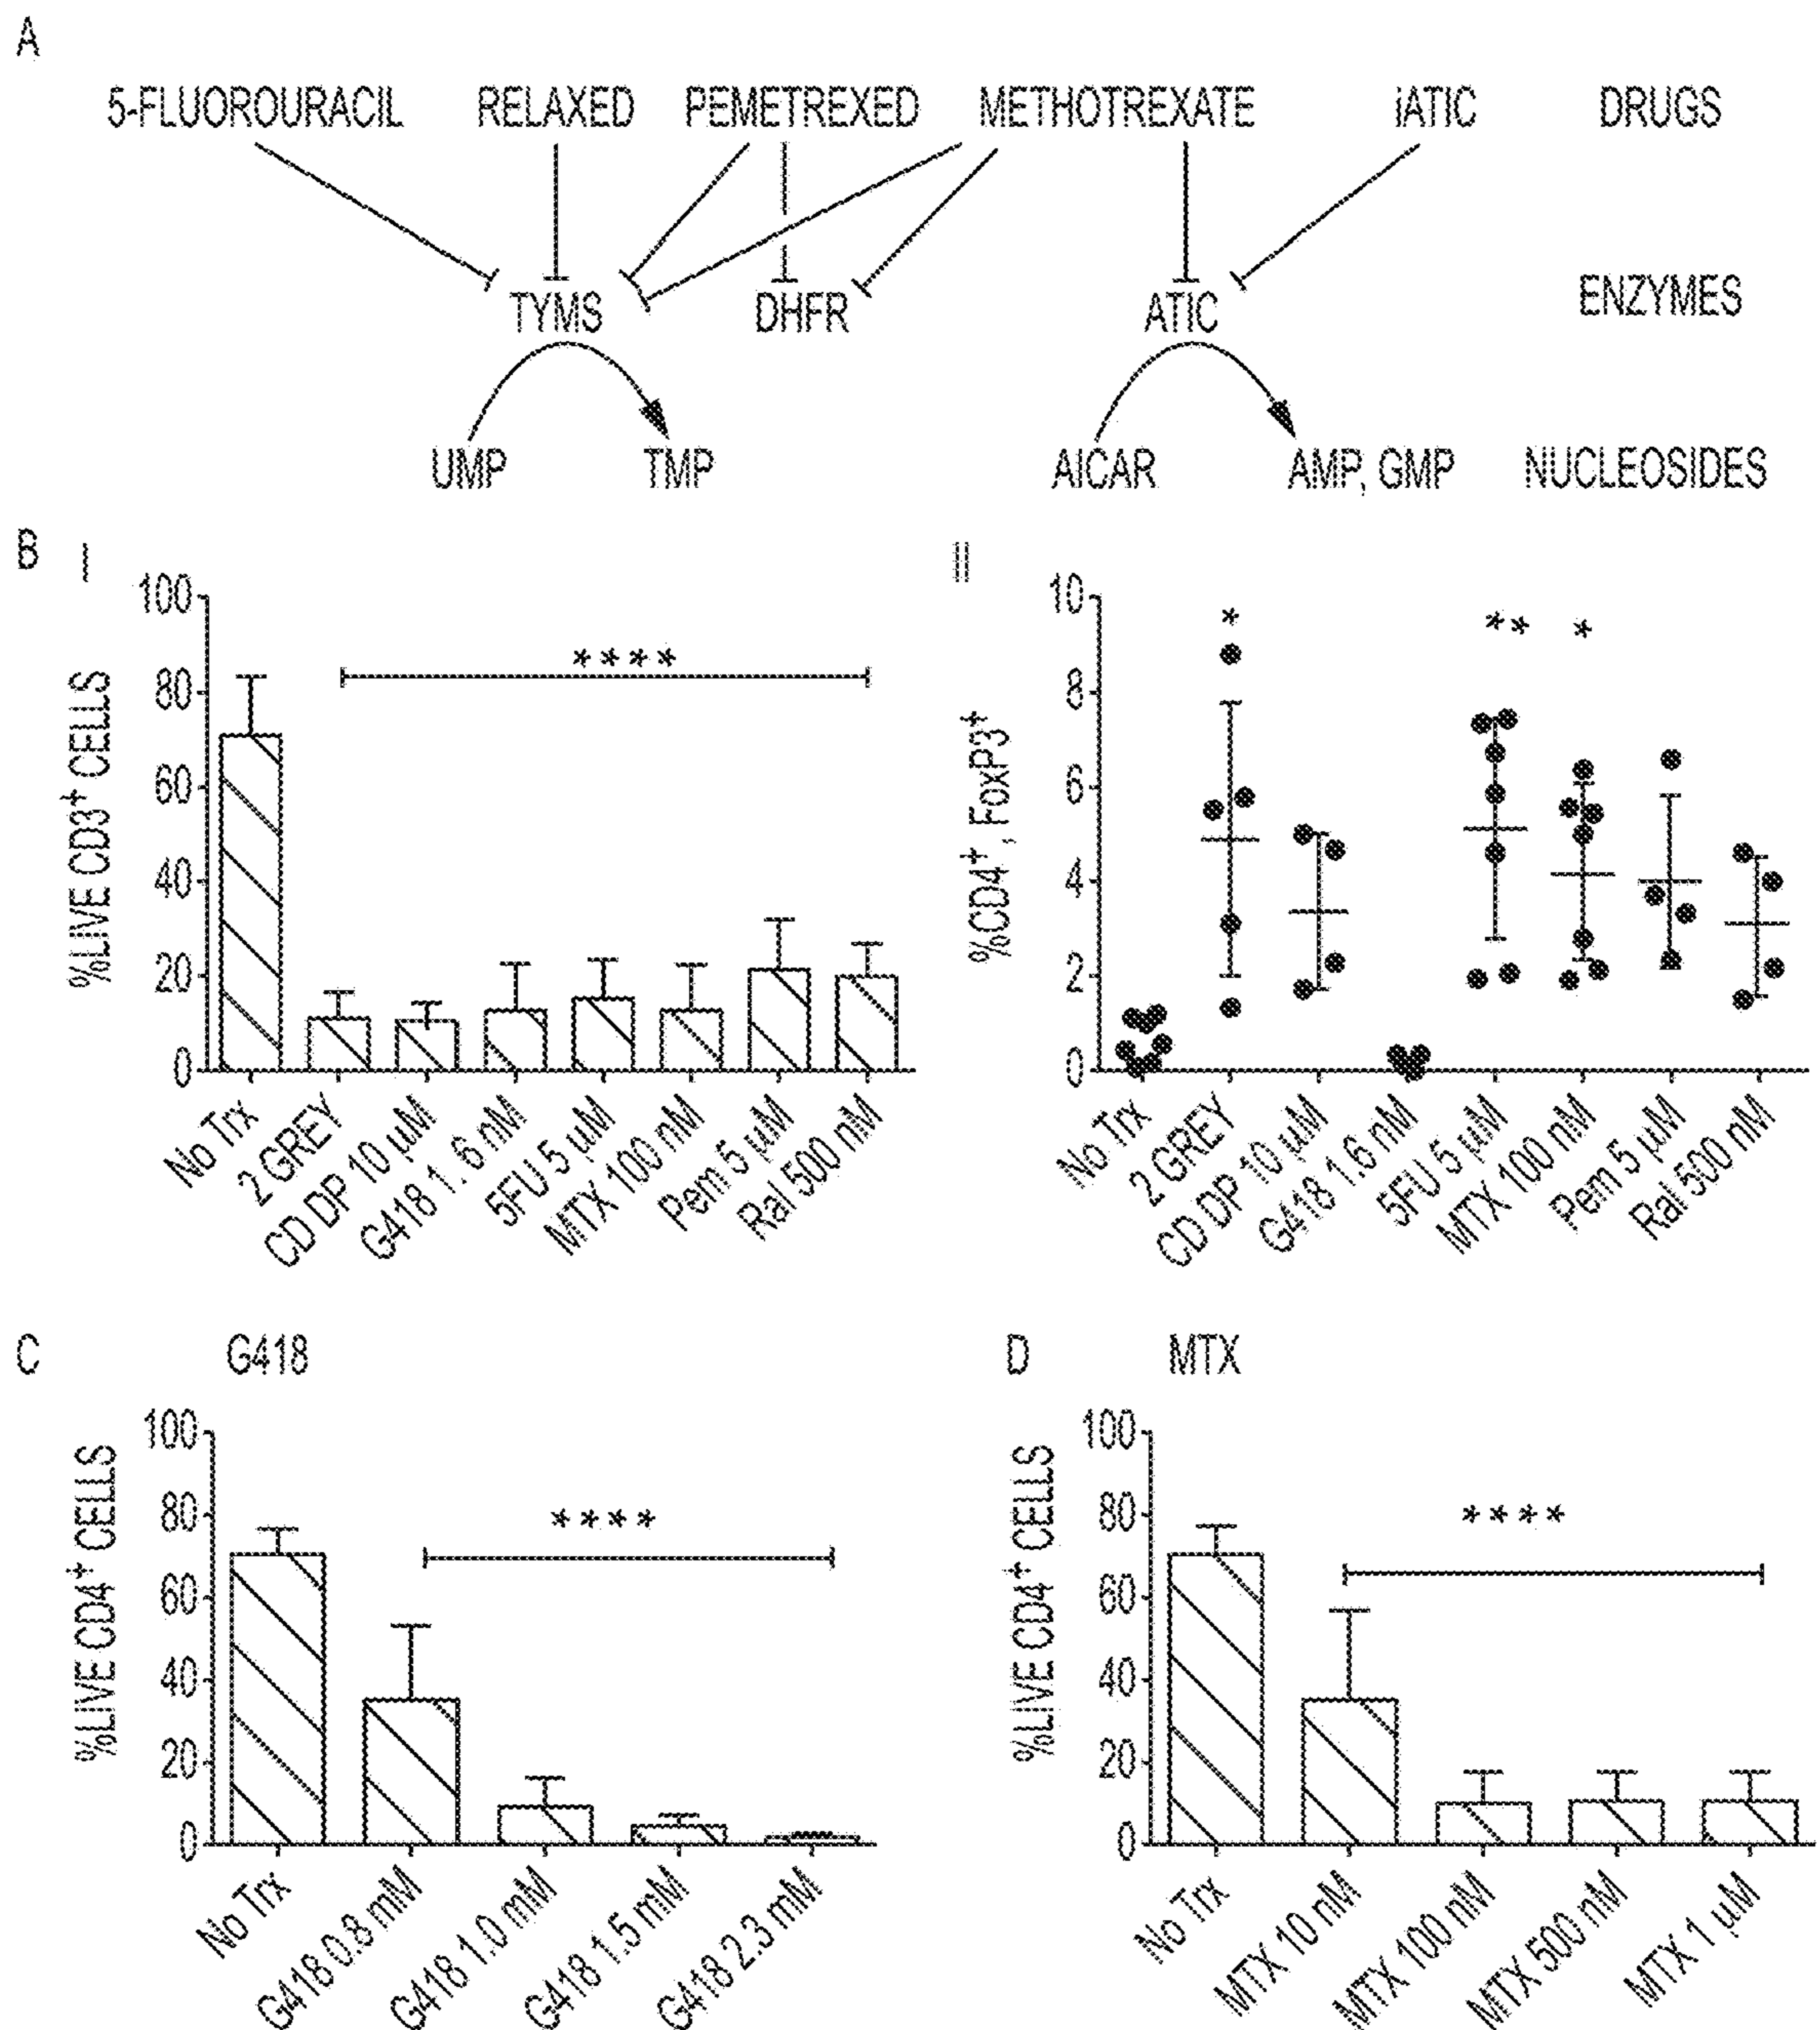 A
5-FLUOROURACIL RELAXED PEMETREXED METHOTREXATE iATIC DRUGS
TYMS DHFR ATIC ENZYMES
UMP TMP AICAR AMP, GMP NUCLEOSIDES
B I
%LIVE CD3+ CELLS
100
80
60
40
20
0
****
No Trx
2 GREY
CD DP 10 µM
G418 1. 6 nM
5FU 5 µM
MTX 100 nM
Pem 5 µM
Ral 500 nM
II
%CD4+, FoxP3+
10
8
6
4
2
0
* ** *
No Trx
2 GREY
CD DP 10 µM
G418 1.6 nM
5FU 5 µM
MTX 100 nM
Pem 5 µM
Ral 500 nM
C G418
%LIVE CD4+ CELLS
100
80
60
40
20
0
****
No Trx
G418 0.8 mM
G418 1.0 mM
G418 1.5 mM
G418 2.3 mM
D MTX
%LIVE CD4+ CELLS
100
80
60
40
20
0
****
No Trx
MTX 10 nM
MTX 100 nM
MTX 500 nM
MTX 1 µM